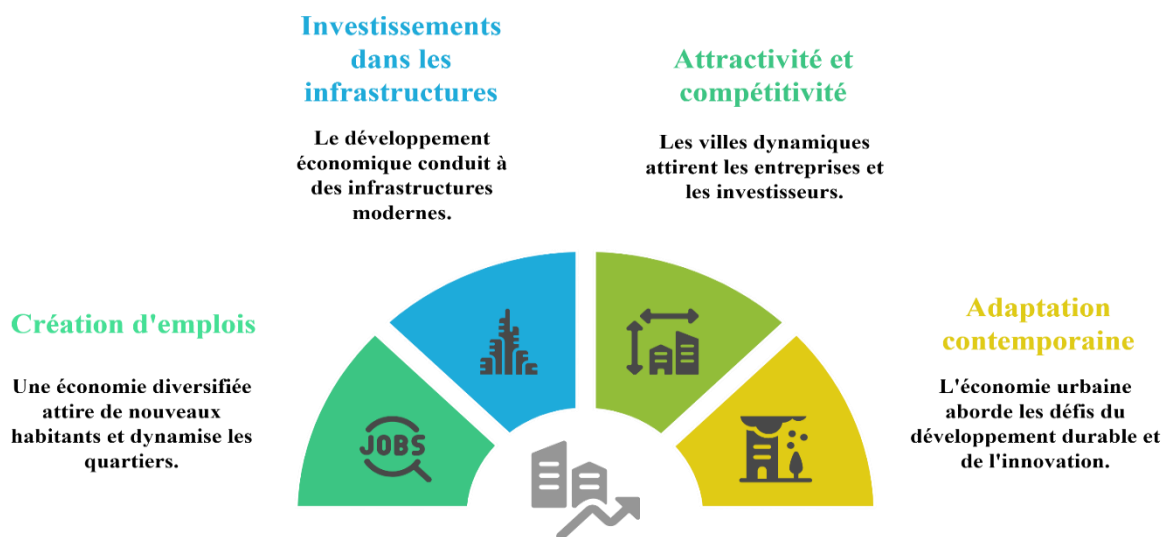 Investissements
dans les
infrastructures
Le développement
économique conduit à
des infrastructures
modernes.
Attractivité et
compétitivité
Les villes dynamiques
attirent les entreprises et
les investisseurs.
Création d'emplois
Une économie diversifiée
attire de nouveaux
habitants et dynamise les
quartiers.
Adaptation
contemporaine
L'économie urbaine
aborde les défis du
développement durable et
de l'innovation.
JOBS